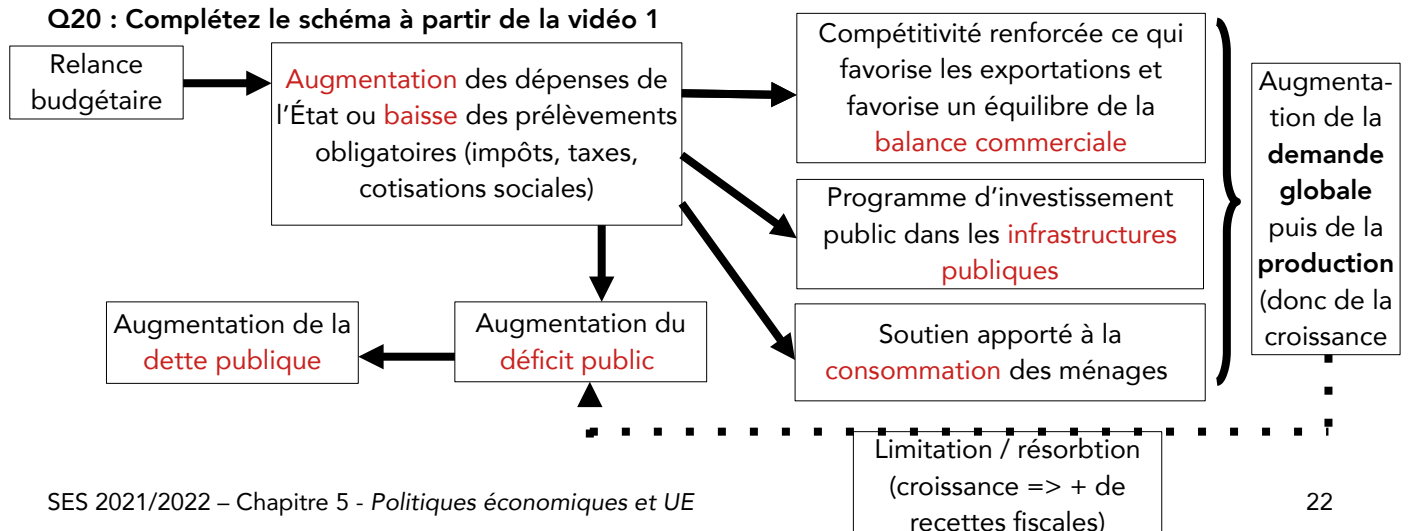 Q20 : Complétez le schéma à partir de la vidéo 1
Relance
budgétaire
Augmentation des dépenses de
l'État ou baisse des prélèvements
obligatoires (impôts, taxes,
cotisations sociales)
Compétitivité renforcée ce qui
favorise les exportations et
favorise un équilibre de la
balance commerciale
Programme d'investissement
public dans les infrastructures
publiques
Soutien apporté à la
consommation des ménages
Augmenta-
tion de la
demande
globale
puis de la
production
(donc de la
croissance
Augmentation de la
dette publique
Augmentation du
déficit public
Limitation / résorbtion
(croissance => + de
recettes fiscales)
SES 2021/2022 – Chapitre 5 - Politiques économiques et UE
22